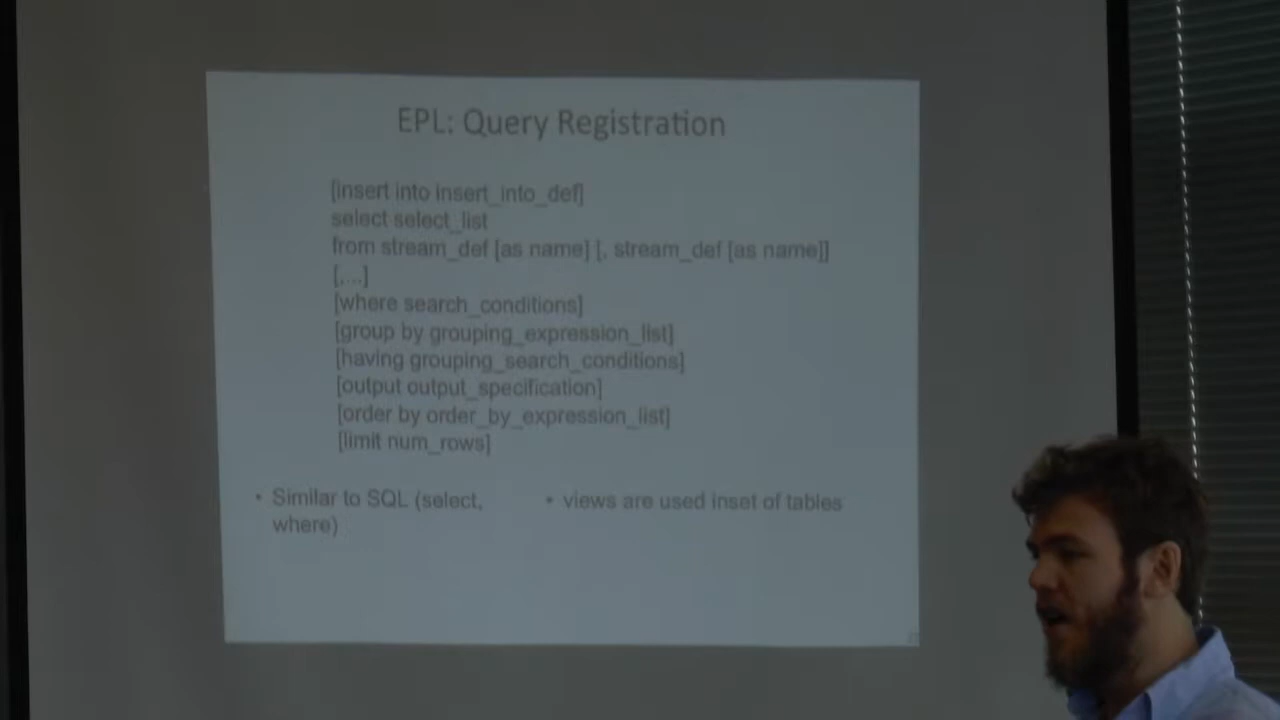 EPL: Query Registration
[insert into insert_into_def]
select select_list
from stream_def [as name] [, stream_def [as name]]
[,...]
[where search_conditions]
[group by grouping_expression_list]
[having grouping_search_conditions]
[output output_specification]
[order by order_by_expression_list]
[limit num_rows]
• Similar to SQL (select,
where)
• views are used inset of tables